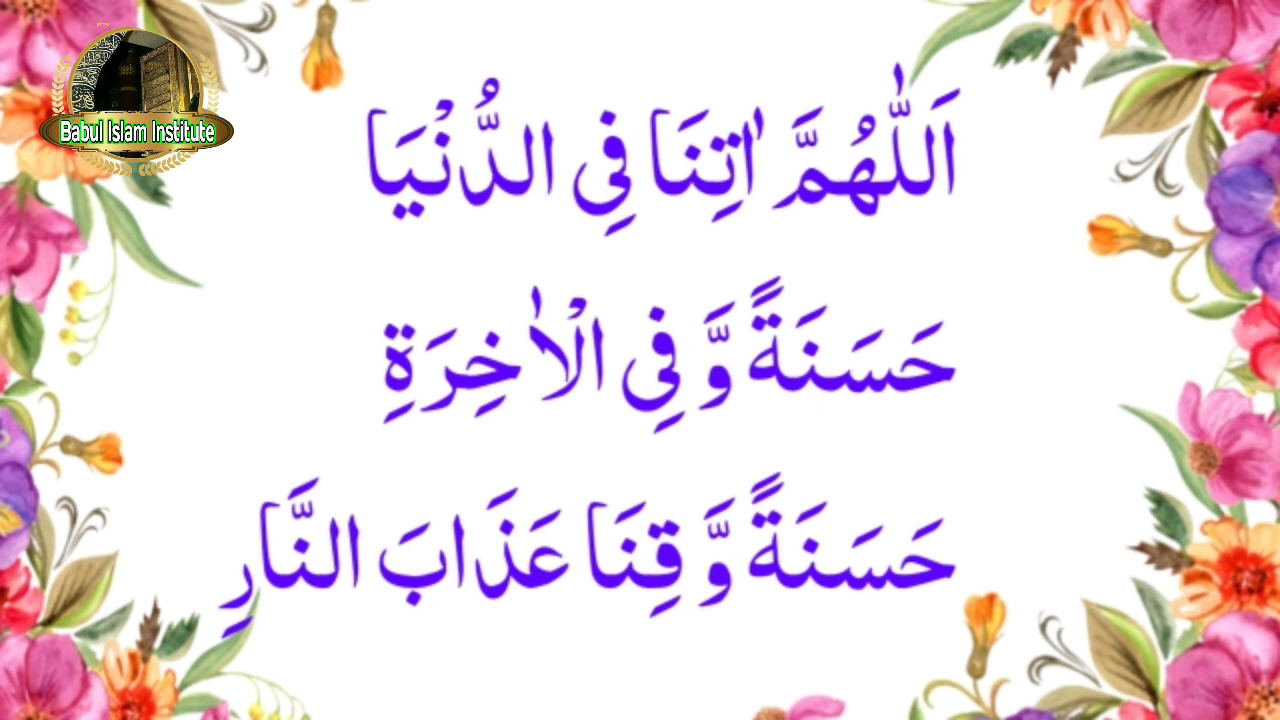 Babul Islam Institute
اَللّٰهُمَّ اٰتِنَا فِی الدُّنْیَا
حَسَنَةً وَّ فِی الْاٰخِرَةِ
حَسَنَةً وَّ قِنَا عَذَابَ النَّارِ